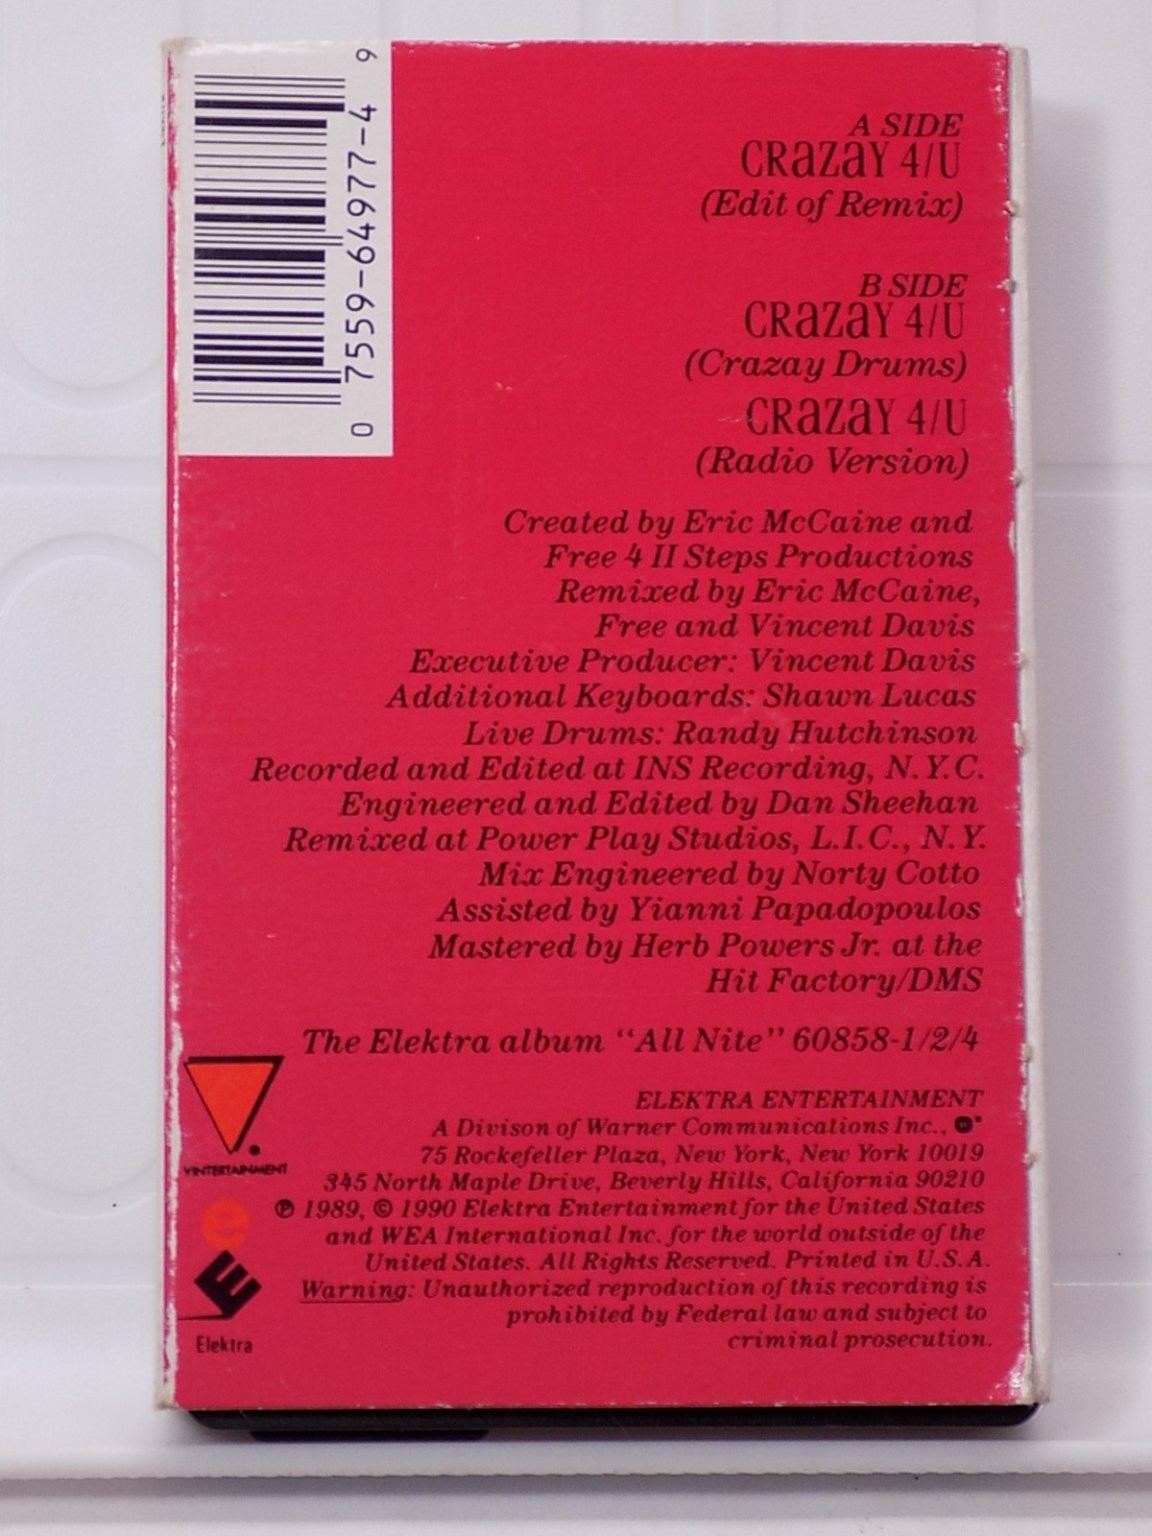 0 7559-64977-4 9
A SIDE
CRaZaY 4/U
(Edit of Remix)
B SIDE
CRaZaY 4/U
(Crazay Drums)
CRaZaY 4/U
(Radio Version)
Created by Eric McCaine and
Free 4 II Steps Productions
Remixed by Eric McCaine,
Free and Vincent Davis
Executive Producer: Vincent Davis
Additional Keyboards: Shawn Lucas
Live Drums: Randy Hutchinson
Recorded and Edited at INS Recording, N.Y.C.
Engineered and Edited by Dan Sheehan
Remixed at Power Play Studios, L.I.C., N.Y.
Mix Engineered by Norty Cotto
Assisted by Yianni Papadopoulos
Mastered by Herb Powers Jr. at the
Hit Factory/DMS
The Elektra album "All Nite" 60858-1/2/4
VINTERTAINMENT
e
E
Elektra
ELEKTRA ENTERTAINMENT
A Divison of Warner Communications Inc.,
75 Rockefeller Plaza, New York, New York 10019
345 North Maple Drive, Beverly Hills, California 90210
℗ 1989, © 1990 Elektra Entertainment for the United States
and WEA International Inc. for the world outside of the
United States. All Rights Reserved. Printed in U.S.A.
Warning: Unauthorized reproduction of this recording is
prohibited by Federal law and subject to
criminal prosecution.